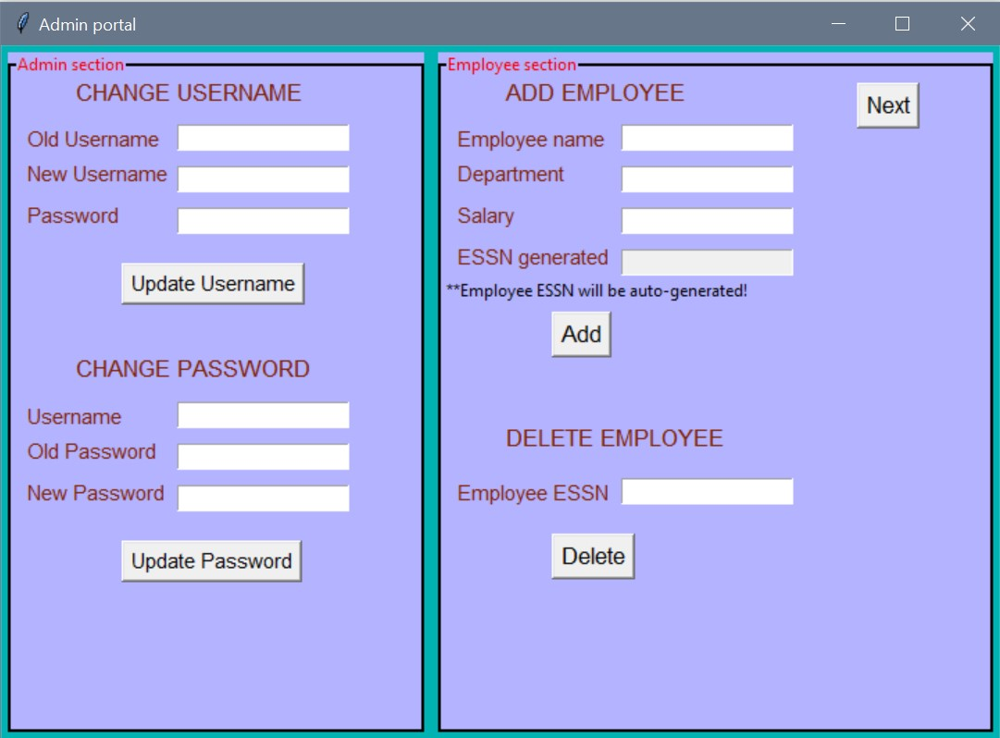 Admin portal
Admin section
CHANGE USERNAME
Old Username
New Username
Password
Update Username
CHANGE PASSWORD
Username
Old Password
New Password
Update Password
Employee section
ADD EMPLOYEE
Next
Employee name
Department
Salary
ESSN generated
**Employee ESSN will be auto-generated!
Add
DELETE EMPLOYEE
Employee ESSN
Delete